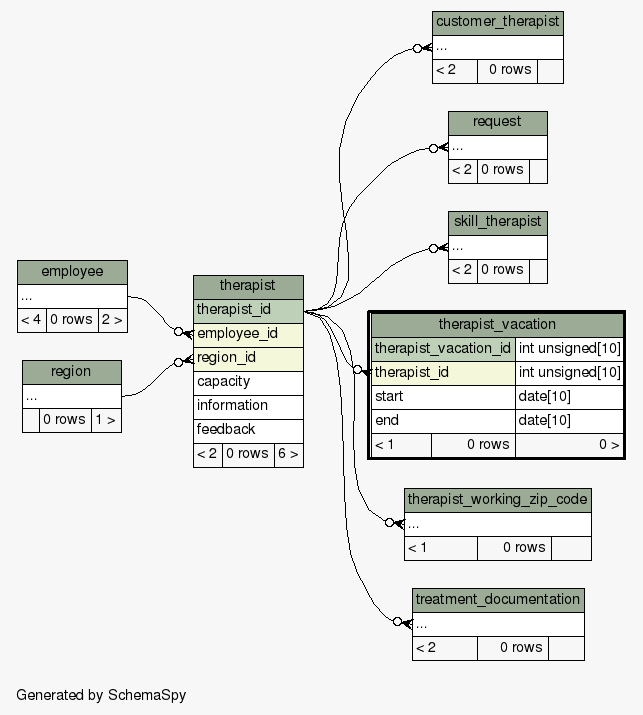 customer_therapist
...
< 2 0 rows
request
...
< 2 0 rows
skill_therapist
...
< 2 0 rows
employee
...
< 4 0 rows 2 >
region
...
0 rows 1 >
therapist
therapist_id
employee_id
region_id
capacity
information
feedback
< 2 0 rows 6 >
therapist_vacation
therapist_vacation_id int unsigned[10]
therapist_id int unsigned[10]
start date[10]
end date[10]
< 1 0 rows 0 >
therapist_working_zip_code
...
< 1 0 rows
treatment_documentation
...
< 2 0 rows
Generated by SchemaSpy